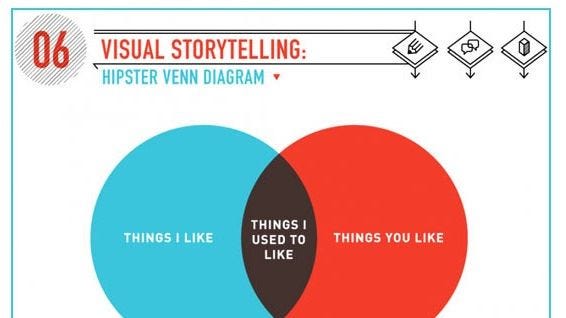 06
VISUAL STORYTELLING:
HIPSTER VENN DIAGRAM
THINGS I LIKE
THINGS I
USED TO
LIKE
THINGS YOU LIKE